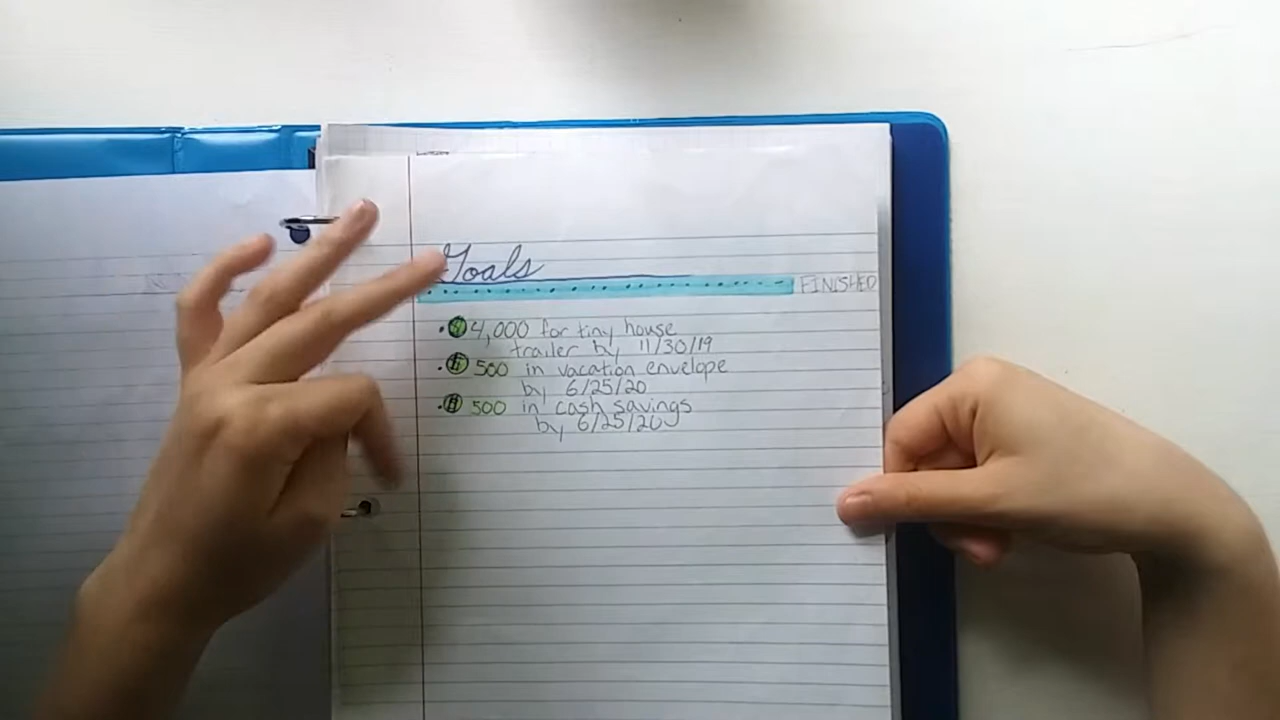 Goals
FINISHED
• $ 4,000 for tiny house
trailer by 11/30/19
• $ 500 in vacation envelope
by 6/25/20
• $ 500 in cash savings
by 6/25/20